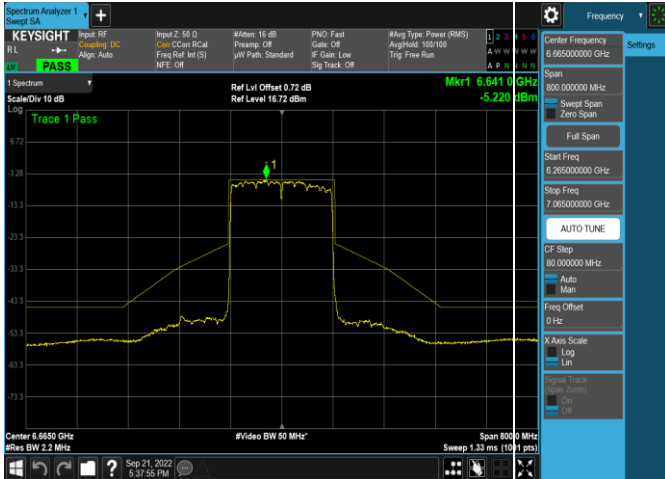 Spectrum Analyzer 1
Swept SA
Frequency
KEYSIGHT
Input: RF
Input Z: 50 Ω
#Atten: 16 dB
PNO: Fast
#Avg Type: Power (RMS)
1 2 3 4 5 6
RL
Coupling: DC
Corr CCorr RCal
Preamp: Off
Gate: Off
Avg|Hold: 100/100
A W W W W W
Align: Auto
Freq Ref: Int (S)
µW Path: Standard
IF Gain: Low
Trig: Free Run
LV
PASS
NFE: Off
Sig Track: Off
A P N N N N
1 Spectrum
Scale/Div 10 dB
Ref Lvl Offset 0.72 dB
Ref Level 16.72 dBm
Mkr1 6.641 0 GHz
-5.220 dBm
Log
Trace 1 Pass
1
6.72
-3.28
-13.3
-23.3
-33.3
-43.3
-53.3
-63.3
-73.3
Center 6.6650 GHz
#Video BW 50 MHz*
Span 800.0 MHz
#Res BW 2.2 MHz
Sweep 1.33 ms (1001 pts)
Sep 21, 2022
5:37:55 PM
Settings
Center Frequency
6.665000000 GHz
Span
800.000000 MHz
Swept Span
Zero Span
Full Span
Start Freq
6.265000000 GHz
Stop Freq
7.065000000 GHz
AUTO TUNE
CF Step
80.000000 MHz
Auto
Man
Freq Offset
0 Hz
X Axis Scale
Log
Lin
Signal Track
(Span Zoom)
On
Off